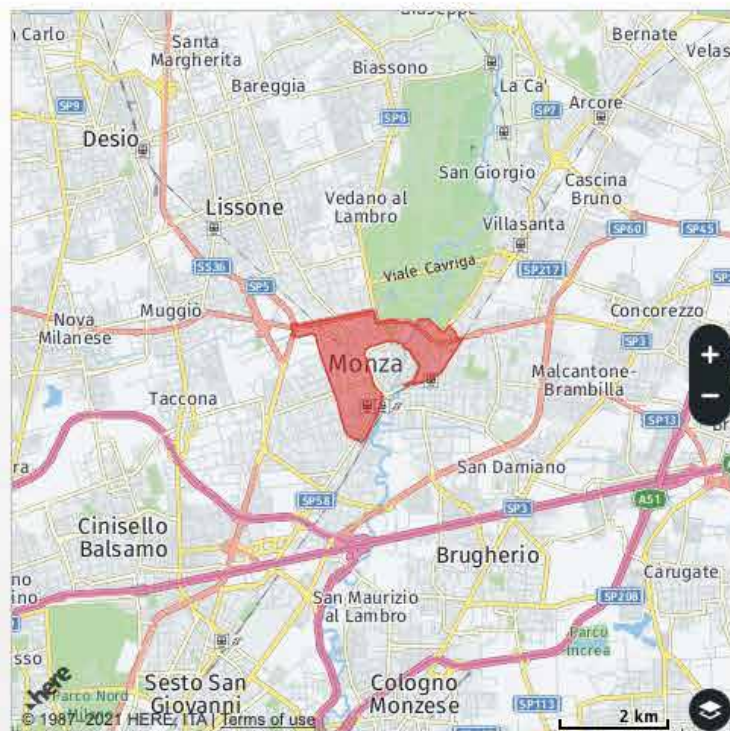 Giuseppe
Carlo
Santa
Margherita
Biassono
Bernate
Bareggia
La Ca'
SP9
SP6
SP7
Arcore
Desio
San Giorgio
Cascina
Bruno
Lissone
Vedano al
Lambro
Villasanta
SP60
SP45
SS36
Viale Cavriga
SP217
SP5
Muggiò
Nova
Milanese
Concorezzo
SP3
Monza
Malcantone-
Brambilla
Taccona
SP13
+
−
San Damiano
SP58
SP3
A51
Cinisello
Balsamo
Brugherio
Carugate
San Maurizio
al Lambro
SP208
Parco
Increa
here
Parco Nord
Sesto San
Giovanni
Cologno
Monzese
SP113
© 1987-2021 HERE, ITA | Terms of use
2 km